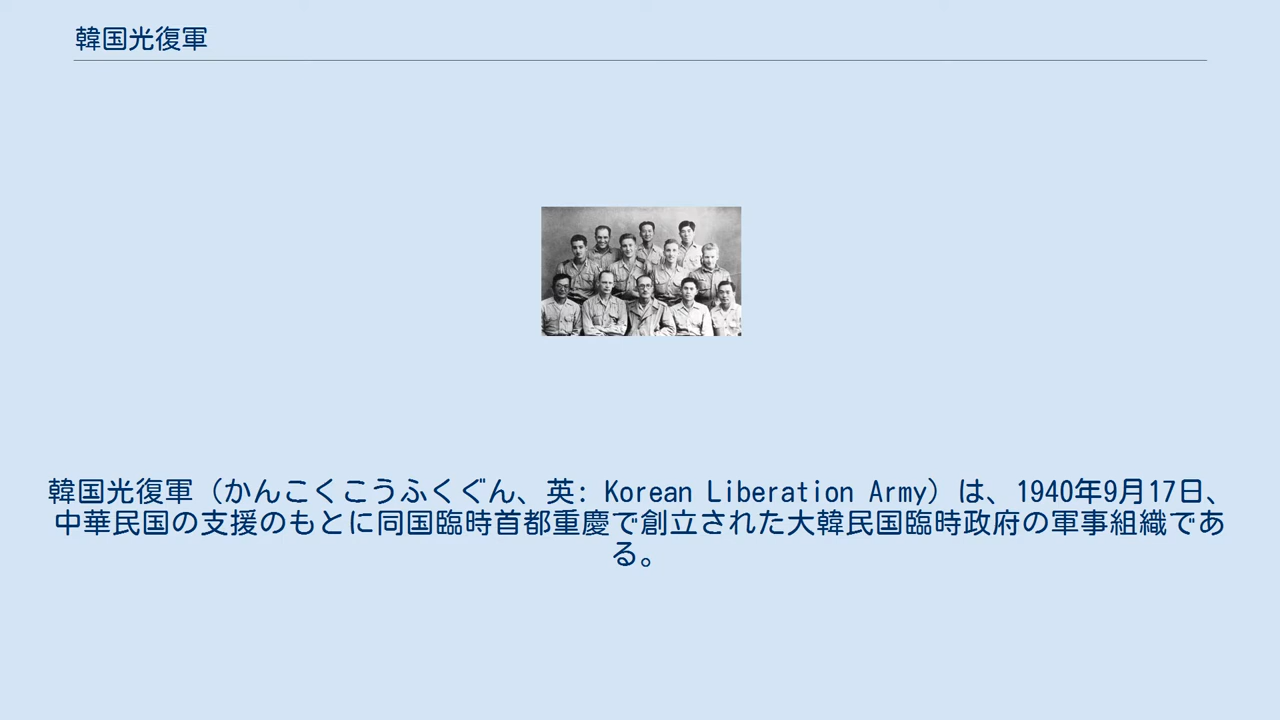 韓国光復軍
韓国光復軍（かんこくこうふくぐん、英: Korean Liberation Army）は、1940年9月17日、
中華民国の支援のもとに同国臨時首都重慶で創立された大韓民国臨時政府の軍事組織であ
る。